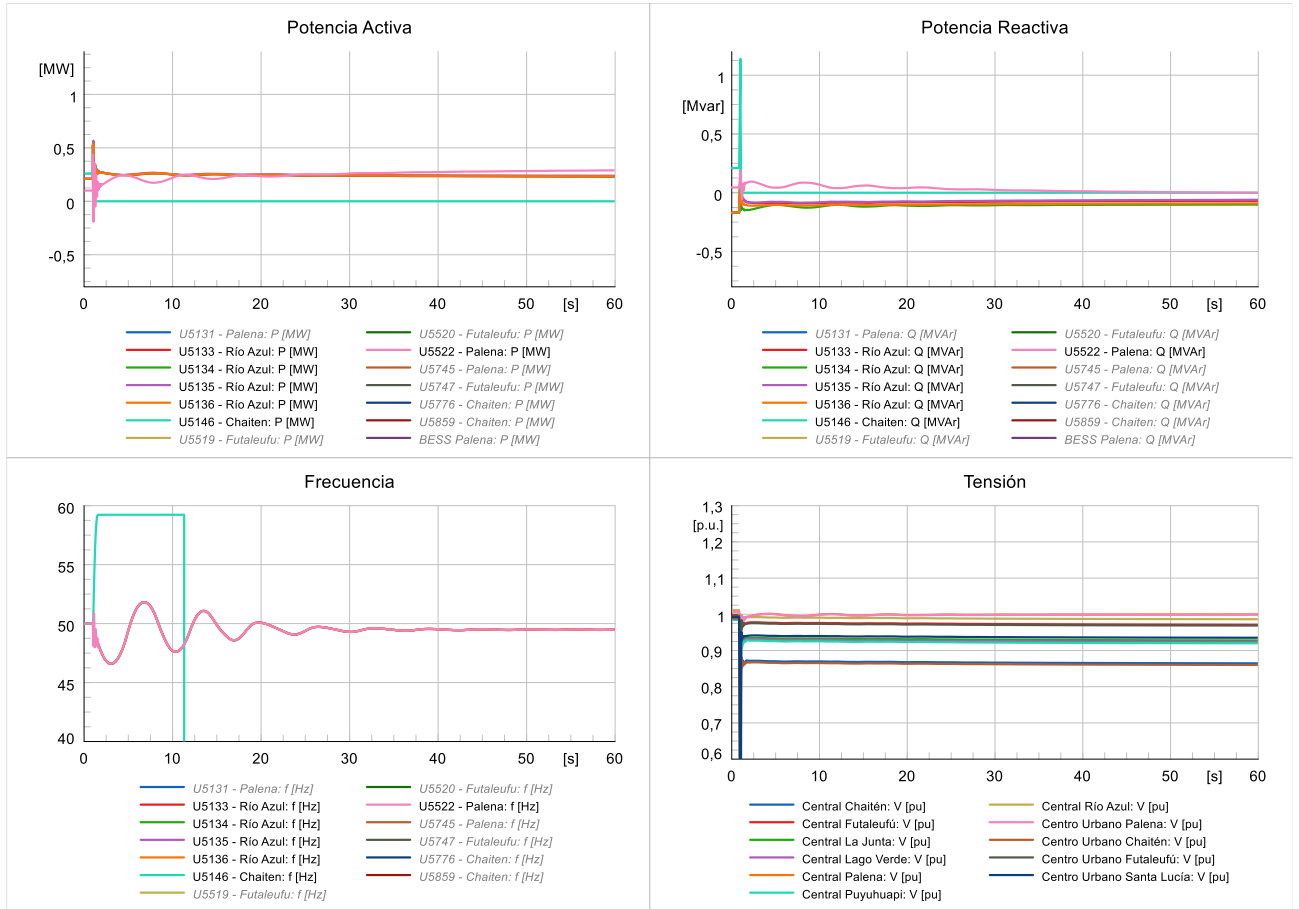 Potencia Activa
[MW]
1
0,5
0
-0,5
0 10 20 30 40 [s] 60
U5131 - Palena: P [MW] U5520 - Futaleufu: P [MW]
U5133 - Río Azul: P [MW] U5522 - Palena: P [MW]
U5134 - Río Azul: P [MW] U5745 - Palena: P [MW]
U5135 - Río Azul: P [MW] U5747 - Futaleufu: P [MW]
U5136 - Río Azul: P [MW] U5776 - Chaiten: P [MW]
U5146 - Chaiten: P [MW] U5859 - Chaiten: P [MW]
U5519 - Futaleufu: P [MW] BESS Palena: P [MW]
Potencia Reactiva
1
[Mvar]
0,5
0
-0,5
0 10 20 30 40 [s] 60
U5131 - Palena: Q [MVAr] U5520 - Futaleufu: Q [MVAr]
U5133 - Río Azul: Q [MVAr] U5522 - Palena: Q [MVAr]
U5134 - Río Azul: Q [MVAr] U5745 - Palena: Q [MVAr]
U5135 - Río Azul: Q [MVAr] U5747 - Futaleufu: Q [MVAr]
U5136 - Río Azul: Q [MVAr] U5776 - Chaiten: Q [MVAr]
U5146 - Chaiten: Q [MVAr] U5859 - Chaiten: Q [MVAr]
U5519 - Futaleufu: Q [MVAr] BESS Palena: Q [MVAr]
Frecuencia
60
55
50
45
40
0 10 20 30 40 [s] 60
U5131 - Palena: f [Hz] U5520 - Futaleufu: f [Hz]
U5133 - Río Azul: f [Hz] U5522 - Palena: f [Hz]
U5134 - Río Azul: f [Hz] U5745 - Palena: f [Hz]
U5135 - Río Azul: f [Hz] U5747 - Futaleufu: f [Hz]
U5136 - Río Azul: f [Hz] U5776 - Chaiten: f [Hz]
U5146 - Chaiten: f [Hz] U5859 - Chaiten: f [Hz]
U5519 - Futaleufu: f [Hz]
Tensión
1,3
[p.u.]
1,2
1,1
1
0,9
0,8
0,7
0,6
0 10 20 30 40 [s] 60
Central Chaitén: V [pu] Central Río Azul: V [pu]
Central Futaleufú: V [pu] Centro Urbano Palena: V [pu]
Central La Junta: V [pu] Centro Urbano Chaitén: V [pu]
Central Lago Verde: V [pu] Centro Urbano Futaleufú: V [pu]
Central Palena: V [pu] Centro Urbano Santa Lucía: V [pu]
Central Puyuhuapi: V [pu]